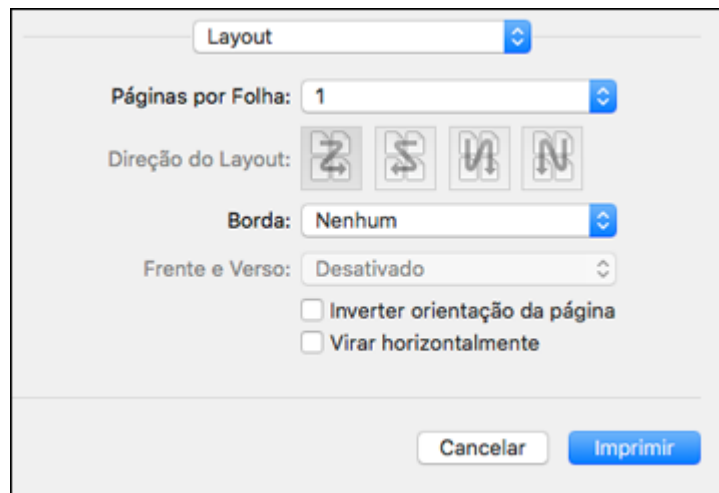 Layout
Páginas por Folha: 1
Direção do Layout:
Borda: Nenhum
Frente e Verso: Desativado
Inverter orientação da página
Virar horizontalmente
Cancelar Imprimir